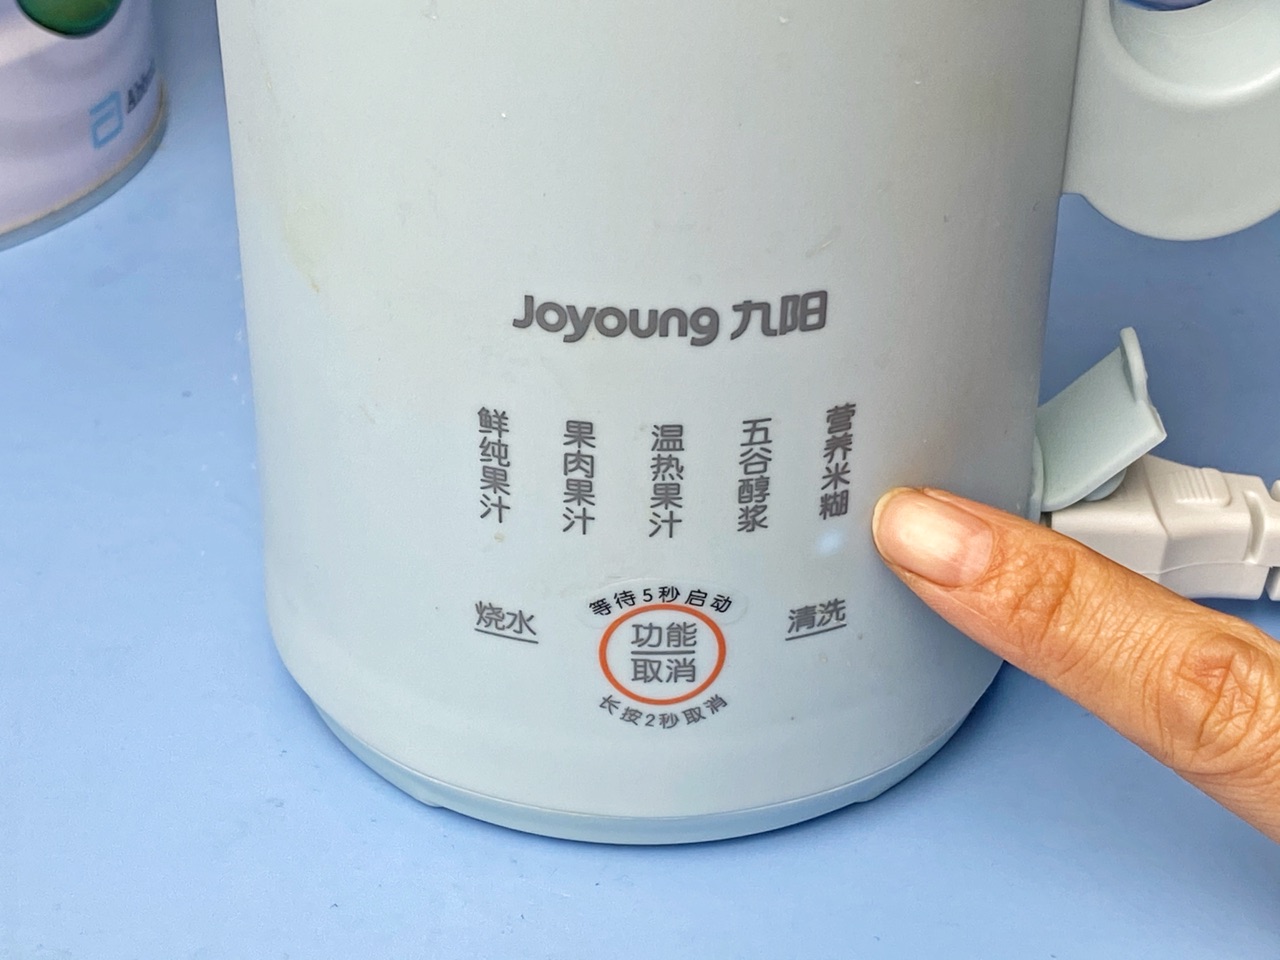 Joyoung 九阳
鲜纯果汁
果肉果汁
温热果汁
五谷醇浆
营养米糊
烧水
等待5秒启动
功能
取消
长按2秒取消
清洗